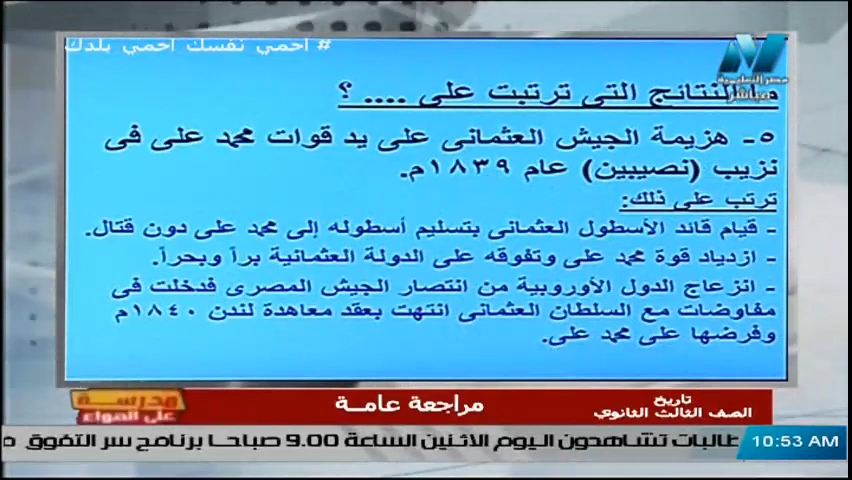 # احمي نفسك احمي بلدك
مصر التعليمية
مباشر
ما النتائج التى ترتبت على .... ؟
٥- هزيمة الجيش العثمانى على يد قوات محمد على فى
نزيب (نصيبين) عام ١٨٣٩م.
ترتب على ذلك:
- قيام قائد الأسطول العثمانى بتسليم أسطوله إلى محمد على دون قتال.
- ازدياد قوة محمد على وتفوقه على الدولة العثمانية براً وبحراً.
- انزعاج الدول الأوروبية من انتصار الجيش المصرى فدخلت فى
مفاوضات مع السلطان العثمانى انتهت بعقد معاهدة لندن ١٨٤٠م
وفرضها على محمد على.
مدرسة
على الهواء
مراجعة عامة
تاريخ
الصف الثالث الثانوي
طالبات تشاهدون اليوم الاثنين الساعة 9.00 صباحا برنامج سر التفوق
10:53 AM